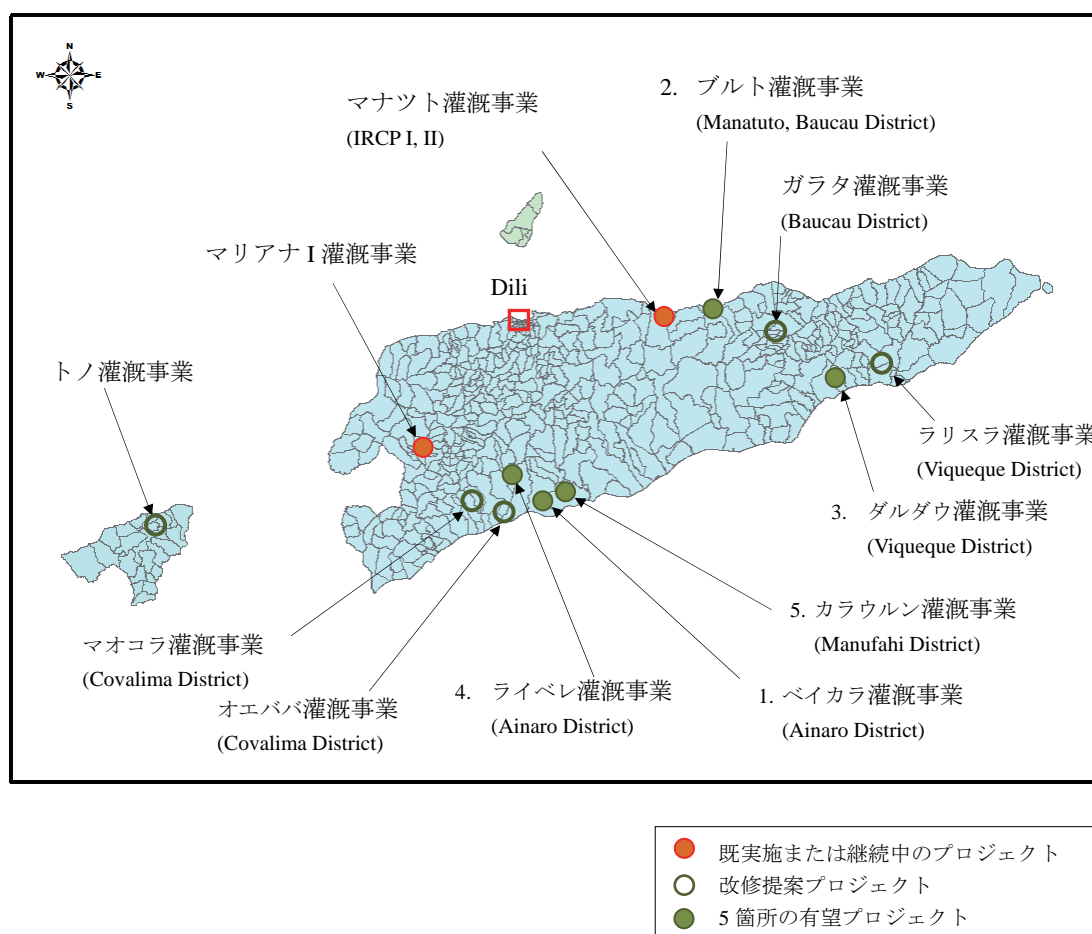 N
W E
S
マナツト灌漑事業
(IRCP I, II)
2. ブルト灌漑事業
(Manatuto, Baucau District)
ガラタ灌漑事業
(Baucau District)
マリアナ I 灌漑事業
Dili
トノ灌漑事業
ラリスラ灌漑事業
(Viqueque District)
3. ダルダウ灌漑事業
(Viqueque District)
5. カラウルン灌漑事業
(Manufahi District)
マオコラ灌漑事業
(Covalima District)
オエババ灌漑事業
(Covalima District)
4. ライベレ灌漑事業
(Ainaro District)
1. ベイカラ灌漑事業
(Ainaro District)
既実施または継続中のプロジェクト
改修提案プロジェクト
5 箇所の有望プロジェクト